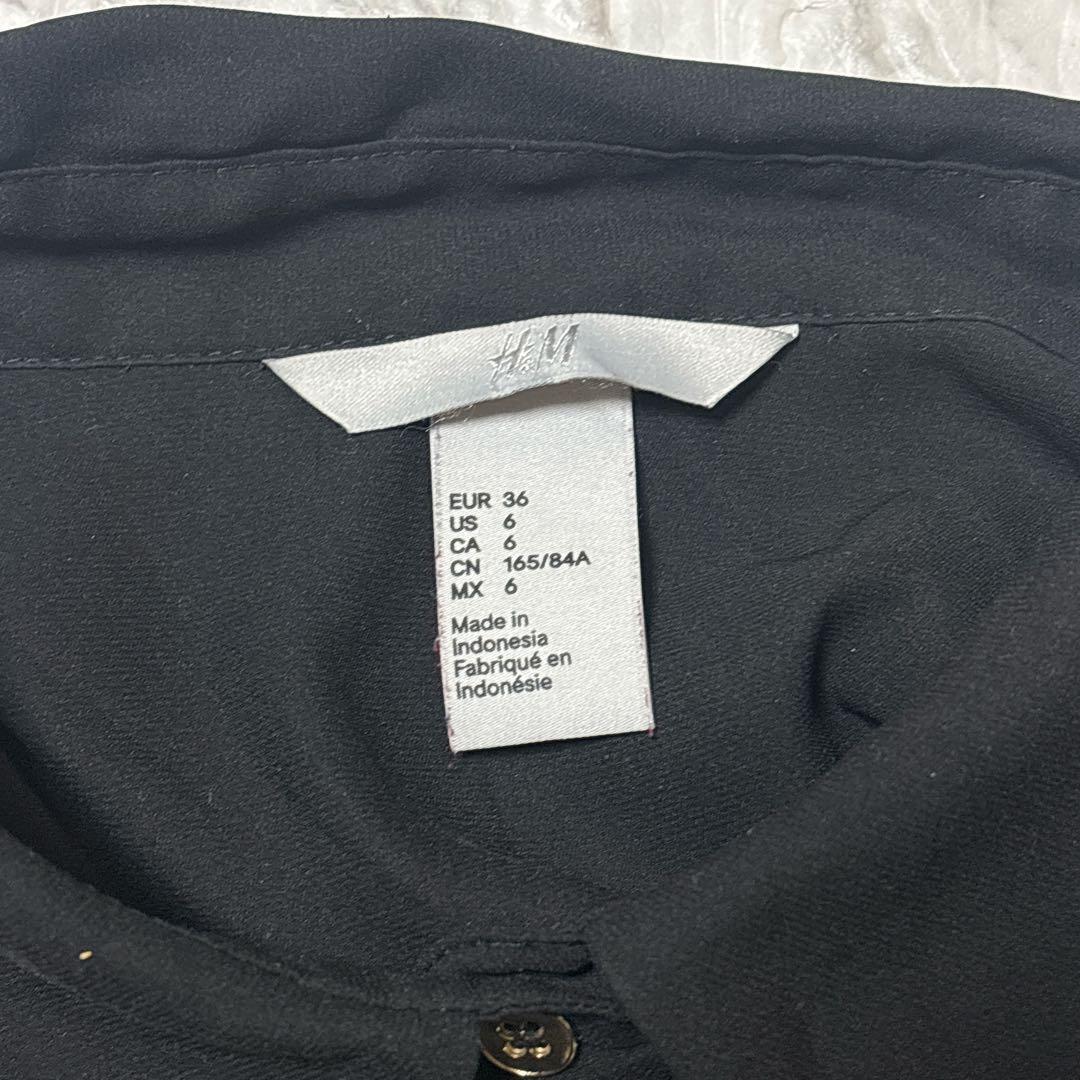 H&M
EUR 36
US 6
CA 6
CN 165/84A
MX 6
Made in
Indonesia
Fabriqué en
Indonésie